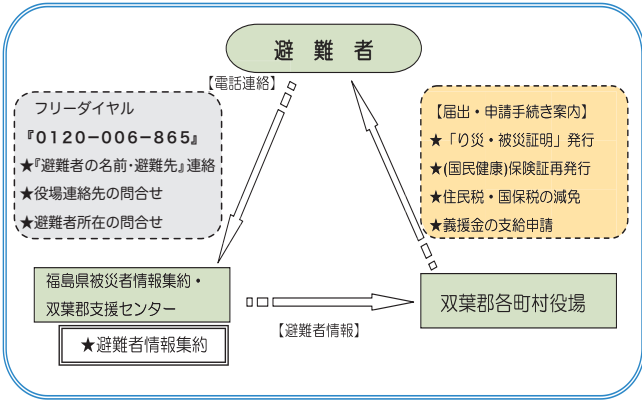 避 難 者
【電話連絡】
フリーダイヤル
『0120−006−865』
★『避難者の名前・避難先』連絡
★役場連絡先の問合せ
★避難者所在の問合せ
【届出・申請手続き案内】
★「り災・被災証明」発行
★(国民健康)保険証再発行
★住民税・国保税の減免
★義援金の支給申請
福島県被災者情報集約・
双葉郡支援センター
★避難者情報集約
【避難者情報】
双葉郡各町村役場